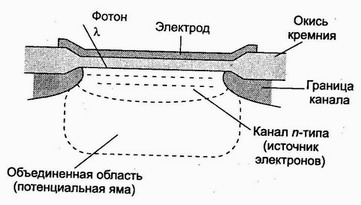 Фотон
λ
Электрод
Окись
кремния
Граница
канала
Канал n-типа
(источник
электронов)
Объединенная область
(потенциальная яма)